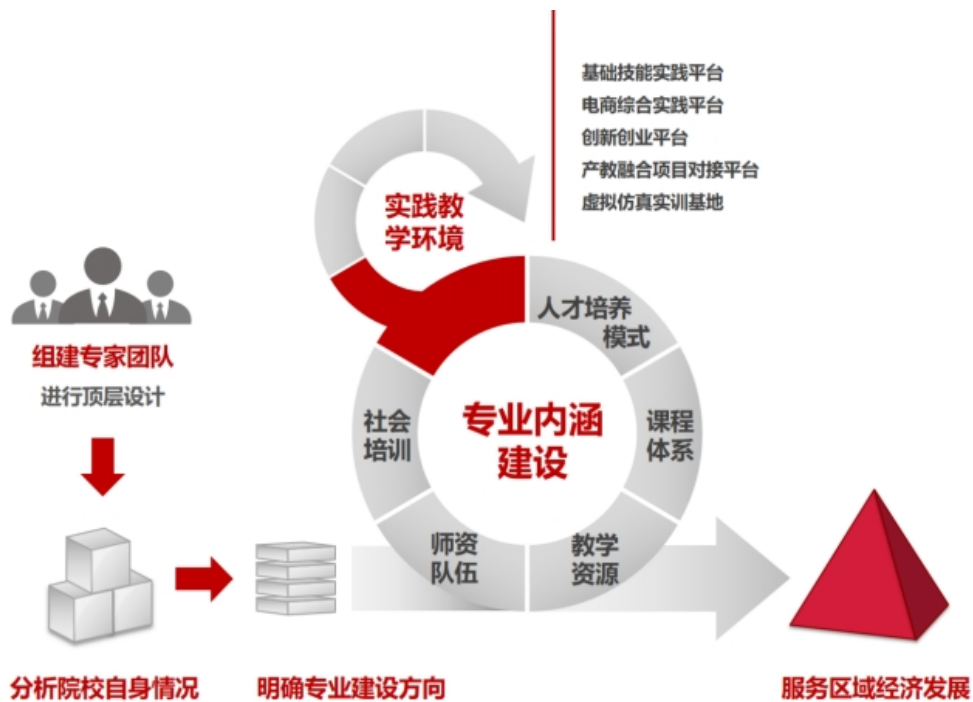 基础技能实践平台
电商综合实践平台
创新创业平台
产教融合项目对接平台
虚拟仿真实训基地
实践教
学环境
人才培养
模式
组建专家团队
进行顶层设计
社会
培训
专业内涵
建设
课程
体系
师资
队伍
教学
资源
分析院校自身情况
明确专业建设方向
服务区域经济发展